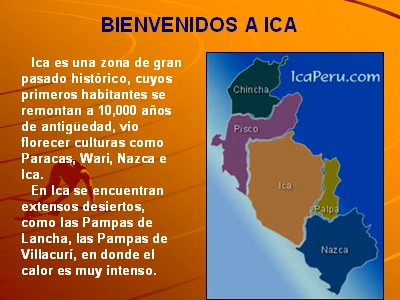 BIENVENIDOS A ICA
Ica es una zona de gran
pasado histórico, cuyos
primeros habitantes se
remontan a 10,000 años
de antigüedad, vio
florecer culturas como
Paracas, Wari, Nazca e
Ica.
En Ica se encuentran
extensos desiertos,
como las Pampas de
Lancha, las Pampas de
Villacurí, en donde el
calor es muy intenso.
IcaPeru.com
Chincha
Pisco
Ica
Palpa
Nazca